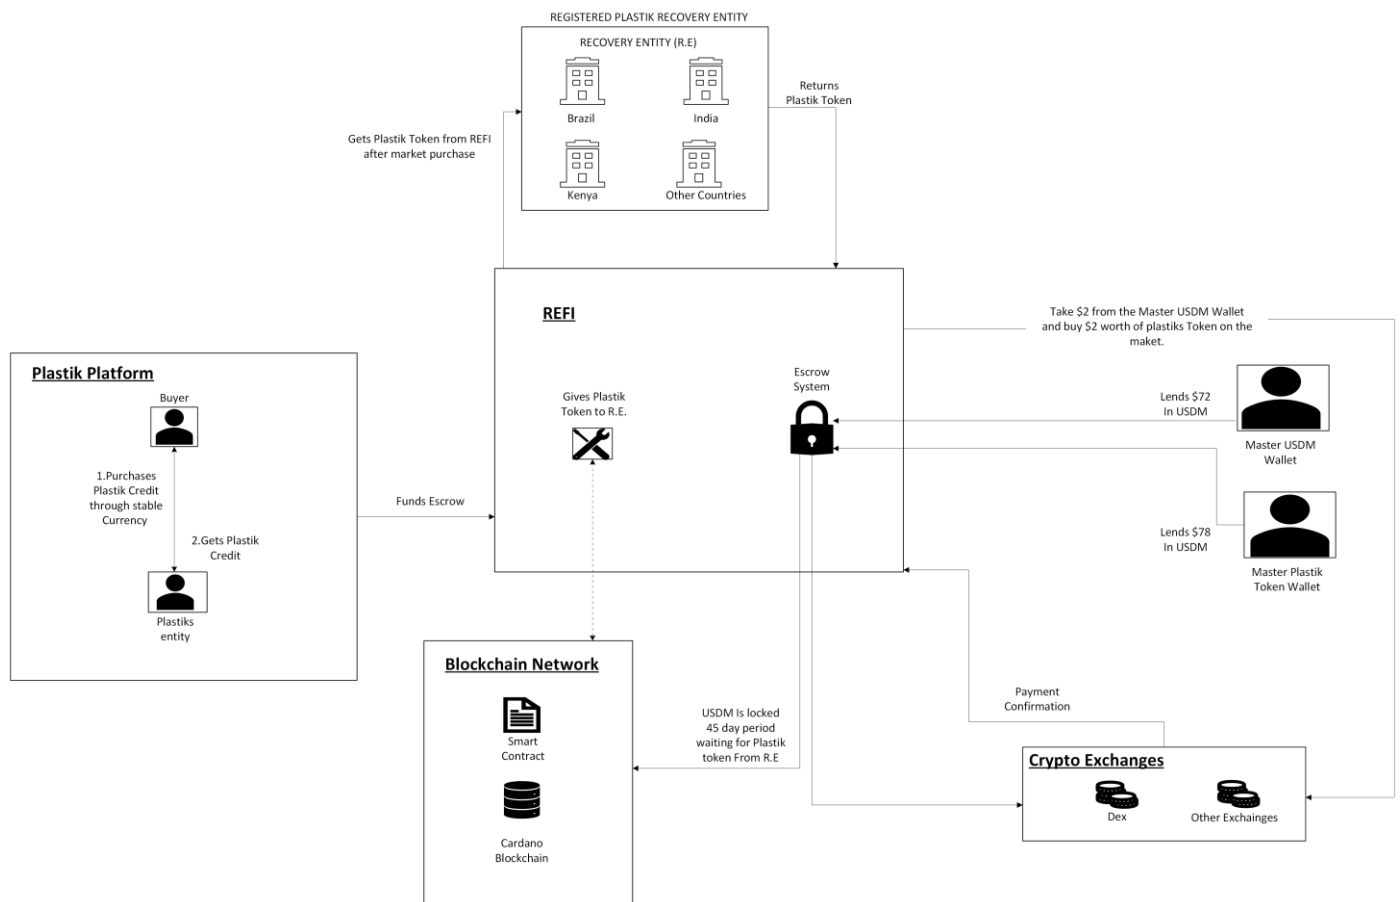 REGISTERED PLASTIK RECOVERY ENTITY
RECOVERY ENTITY (R.E)
Brazil
India
Kenya
Other Countries
Returns
Plastik Token
Gets Plastik Token from REFI
after market purchase
REFI
Take $2 from the Master USDM Wallet
and buy $2 worth of plastiks Token on the
maket.
Plastik Platform
Buyer
1.Purchases
Plastik Credit
through stable
Currency
2.Gets Plastik
Credit
Plastiks
entity
Funds Escrow
Gives Plastik
Token to R.E.
Escrow
System
Lends $72
In USDM
Master USDM
Wallet
Lends $78
In USDM
Master Plastik
Token Wallet
Blockchain Network
Smart
Contract
Cardano
Blockchain
USDM Is locked
45 day period
waiting for Plastik
token From R.E
Payment
Confirmation
Crypto Exchanges
Dex
Other Exchainges